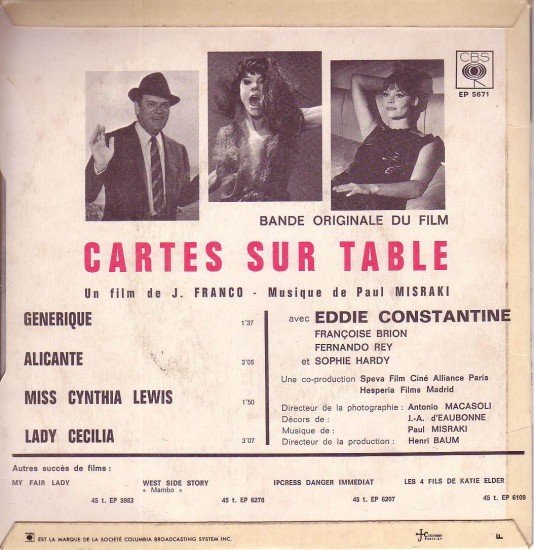 CBS
EP 5671
BANDE ORIGINALE DU FILM
CARTES SUR TABLE
Un film de J. FRANCO - Musique de Paul MISRAKI
GENERIQUE 1'37
ALICANTE 3'05
MISS CYNTHIA LEWIS 1'50
LADY CECILIA 3'07
avec EDDIE CONSTANTINE
FRANÇOISE BRION
FERNANDO REY
et SOPHIE HARDY
Une co-production Speva Film Ciné Alliance Paris
Hesperia Films Madrid
Directeur de la photographie : Antonio MACASOLI
Décors de : J.-A. d'EAUBONNE
Musique de : Paul MISRAKI
Directeur de la production : Henri BAUM
Autres succès de films :
MY FAIR LADY
45 t. EP 5983
WEST SIDE STORY
« Mambo »
45 t. EP 6278
IPCRESS DANGER IMMEDIAT
45 t. EP 6207
LES 4 FILS DE KATIE ELDER
45 t. EP 6109
EST LA MARQUE DE LA SOCIÉTÉ COLUMBIA BROADCASTING SYSTEM INC.
F